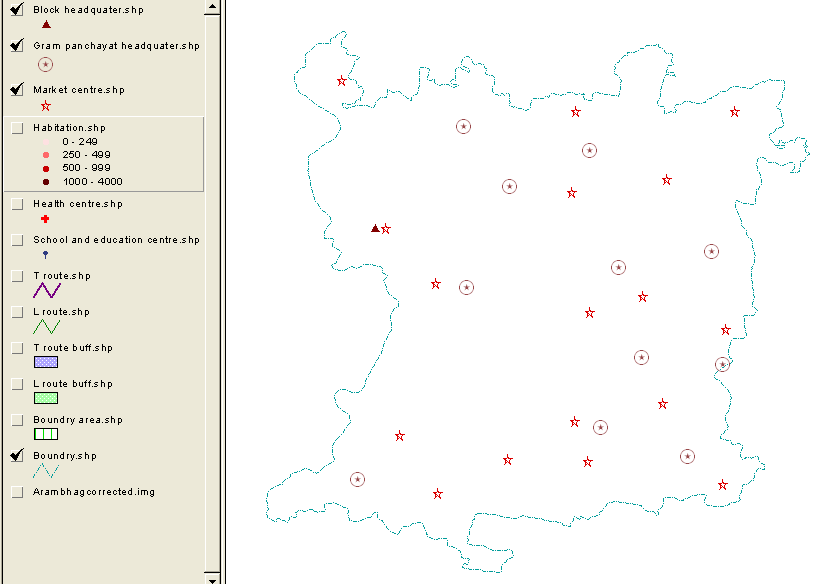 Block headquater.shp
Gram panchayat headquater.shp
Market centre.shp
Habitation.shp
0 - 249
250 - 499
500 - 999
1000 - 4000
Health centre.shp
School and education centre.shp
T route.shp
L route.shp
T route buff.shp
L route buff.shp
Boundry area.shp
Boundry.shp
Arambhagcorrected.img